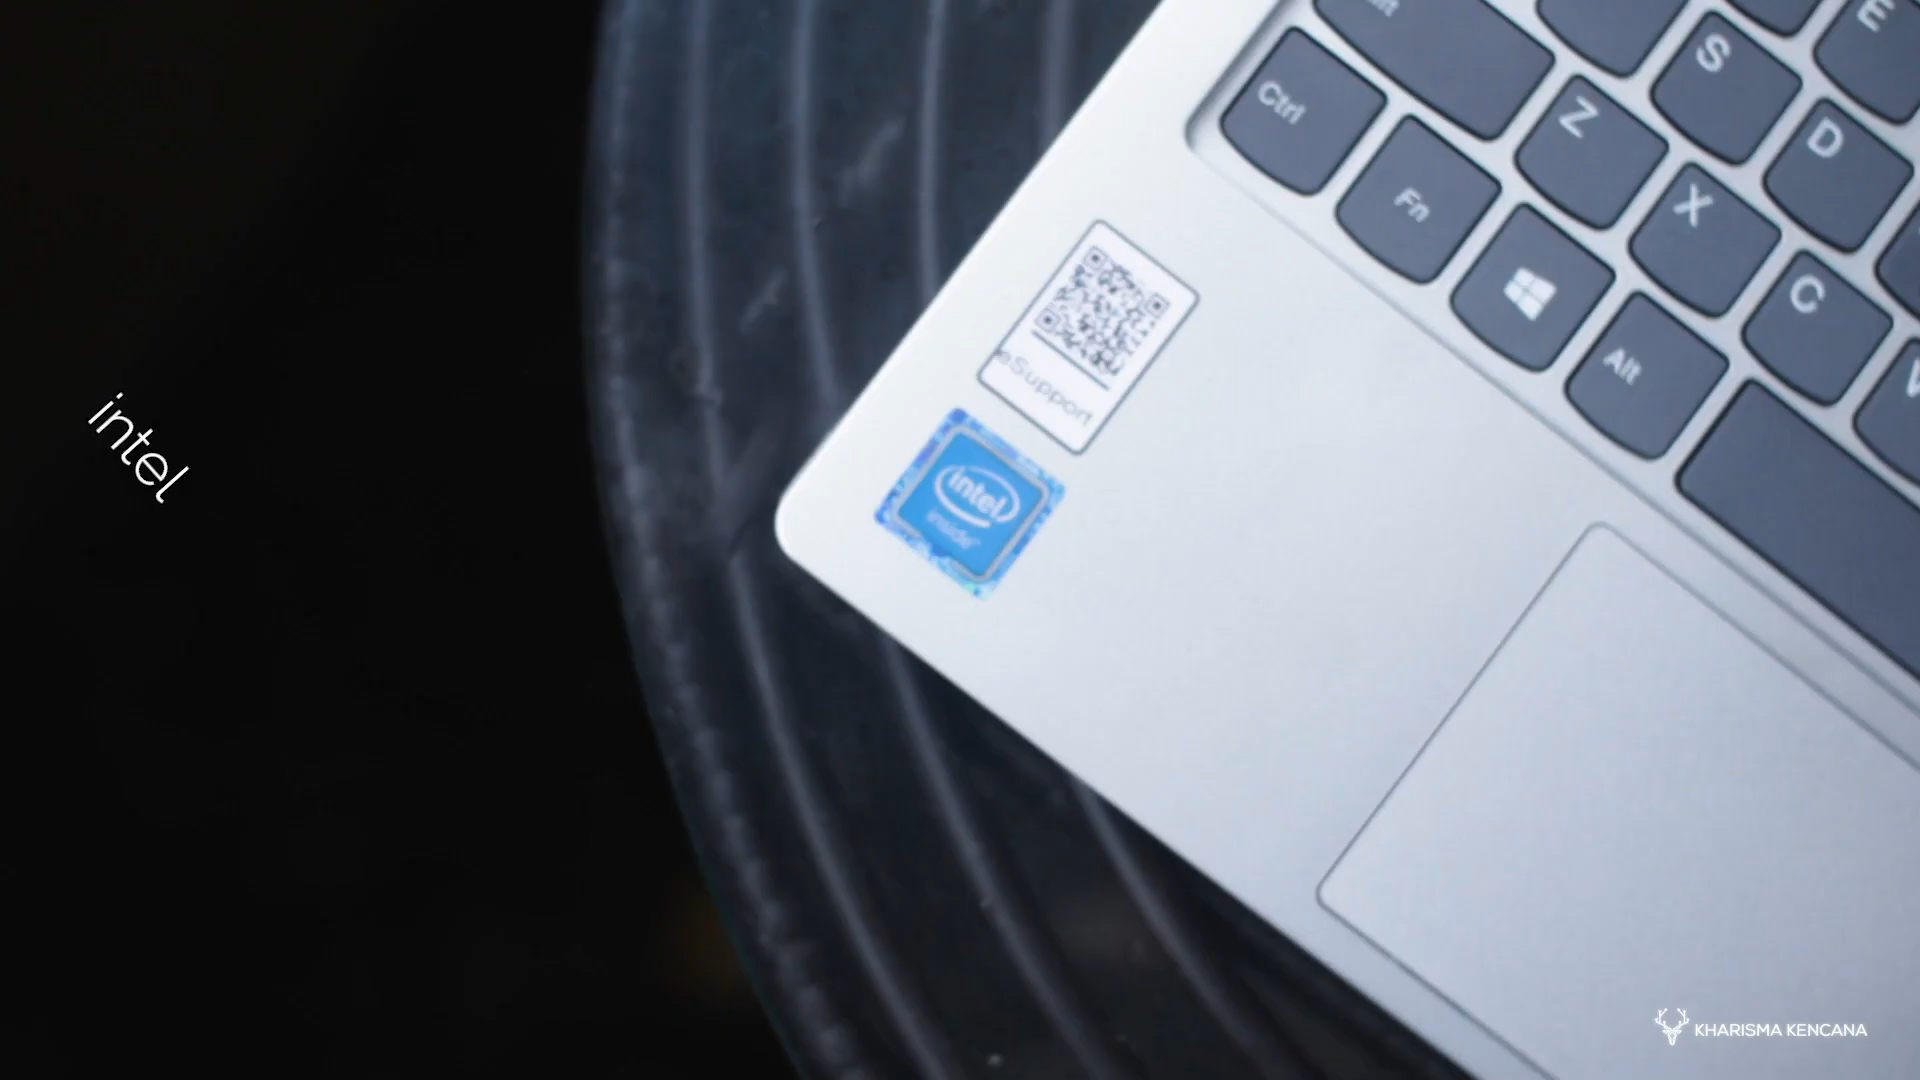 intel
Ctrl
Fn
Alt
E
S
D
Z
X
C
eSupport
intel
inside
KHARISMA KENCANA